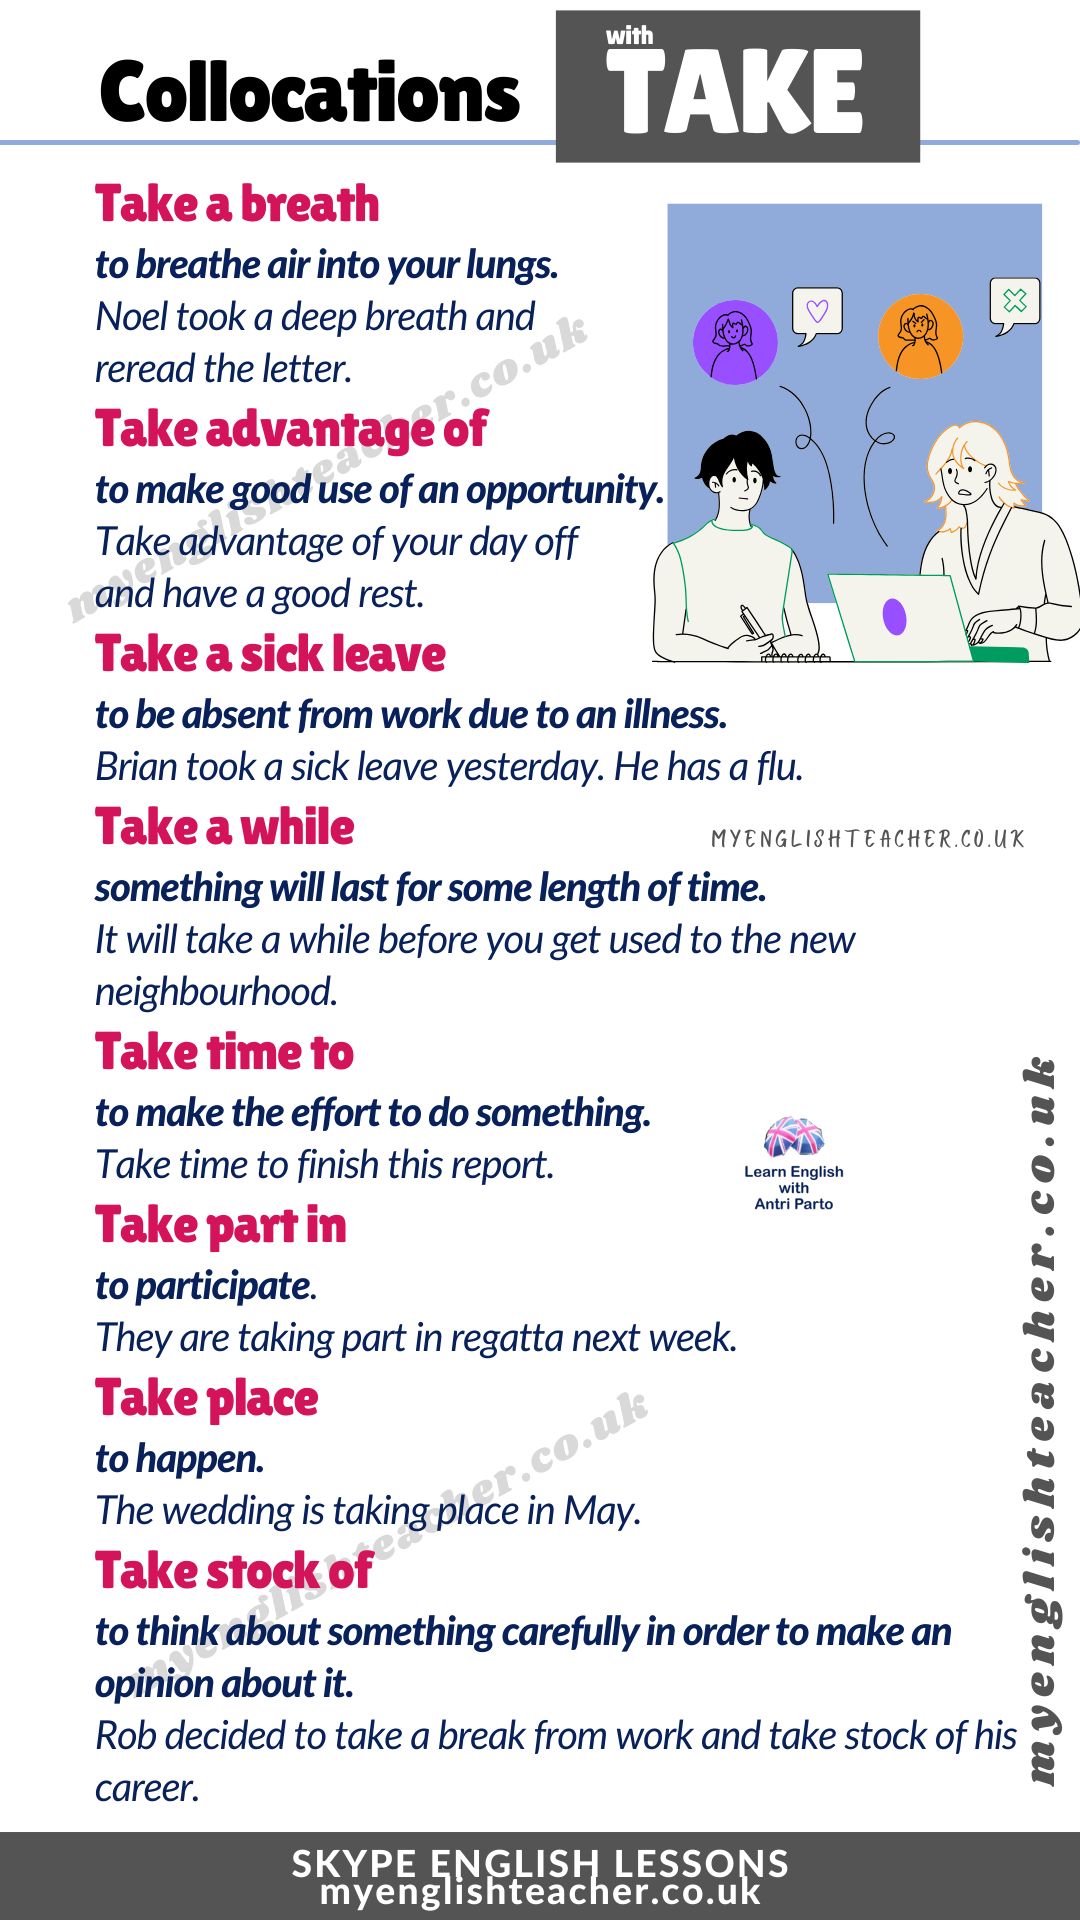 Collocations
with
TAKE
Take a breath
to breathe air into your lungs.
Noel took a deep breath and
reread the letter.
Take advantage of
to make good use of an opportunity.
Take advantage of your day off
and have a good rest.
Take a sick leave
to be absent from work due to an illness.
Brian took a sick leave yesterday. He has a flu.
Take a while
MYENGLISHTEACHER.CO.UK
something will last for some length of time.
It will take a while before you get used to the new
neighbourhood.
Take time to
to make the effort to do something.
Take time to finish this report.
Learn English
with
Antri Parto
Take part in
to participate.
They are taking part in regatta next week.
Take place
to happen.
The wedding is taking place in May.
Take stock of
to think about something carefully in order to make an
opinion about it.
Rob decided to take a break from work and take stock of his
career.
myenglishteacher.co.uk
myenglishteacher.co.uk
myenglishteacher.co.uk
SKYPE ENGLISH LESSONS
myenglishteacher.co.uk